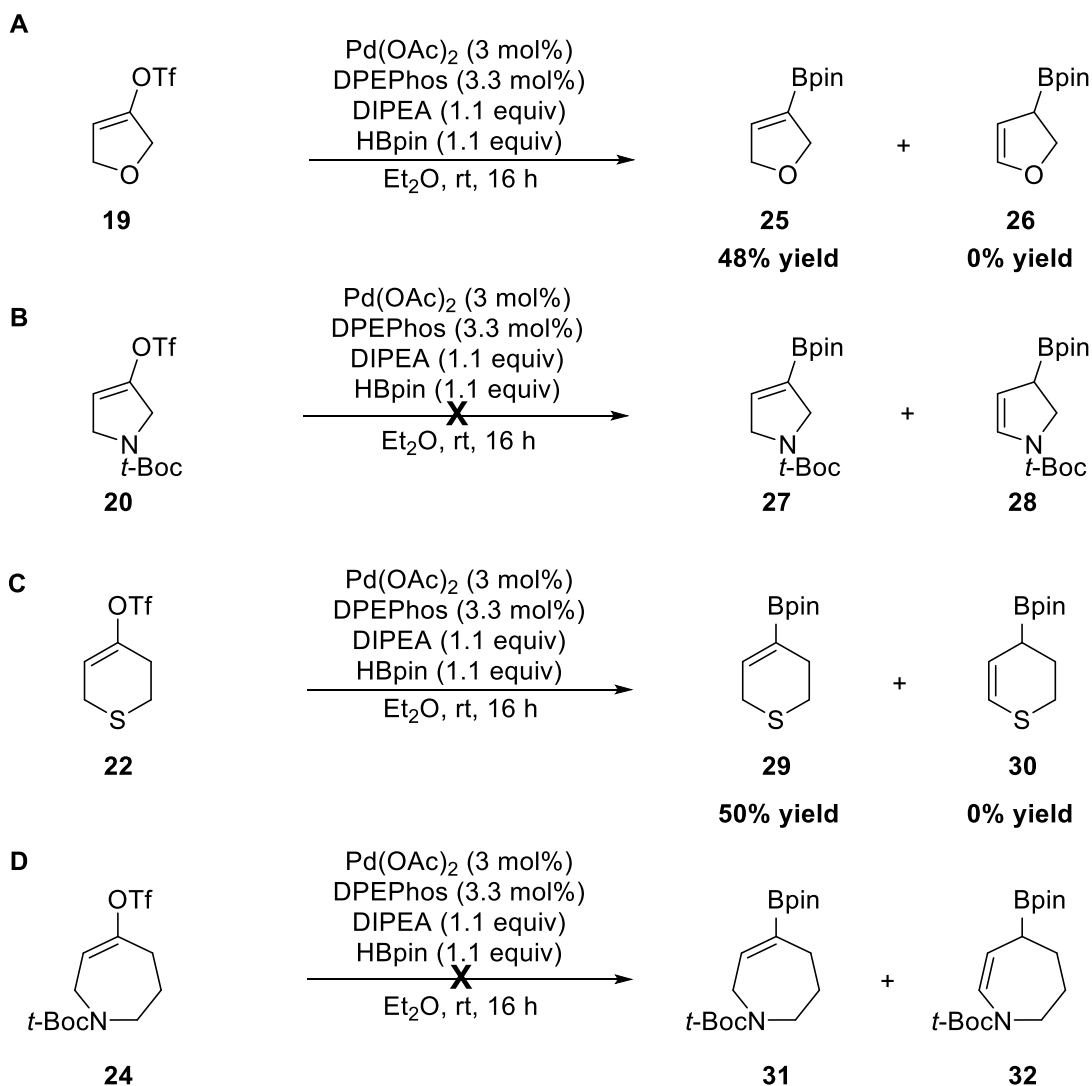 A
OTf
O
19
Pd(OAc)2 (3 mol%)
DPEPhos (3.3 mol%)
DIPEA (1.1 equiv)
HBpin (1.1 equiv)
Et2O, rt, 16 h
Bpin
O
25
48% yield
+
Bpin
O
26
0% yield
B
OTf
N
t-Boc
20
Pd(OAc)2 (3 mol%)
DPEPhos (3.3 mol%)
DIPEA (1.1 equiv)
HBpin (1.1 equiv)
X
Et2O, rt, 16 h
Bpin
N
t-Boc
27
+
Bpin
N
t-Boc
28
C
OTf
S
22
Pd(OAc)2 (3 mol%)
DPEPhos (3.3 mol%)
DIPEA (1.1 equiv)
HBpin (1.1 equiv)
Et2O, rt, 16 h
Bpin
S
29
50% yield
+
Bpin
S
30
0% yield
D
OTf
t-BocN
24
Pd(OAc)2 (3 mol%)
DPEPhos (3.3 mol%)
DIPEA (1.1 equiv)
HBpin (1.1 equiv)
X
Et2O, rt, 16 h
Bpin
t-BocN
31
+
Bpin
t-BocN
32